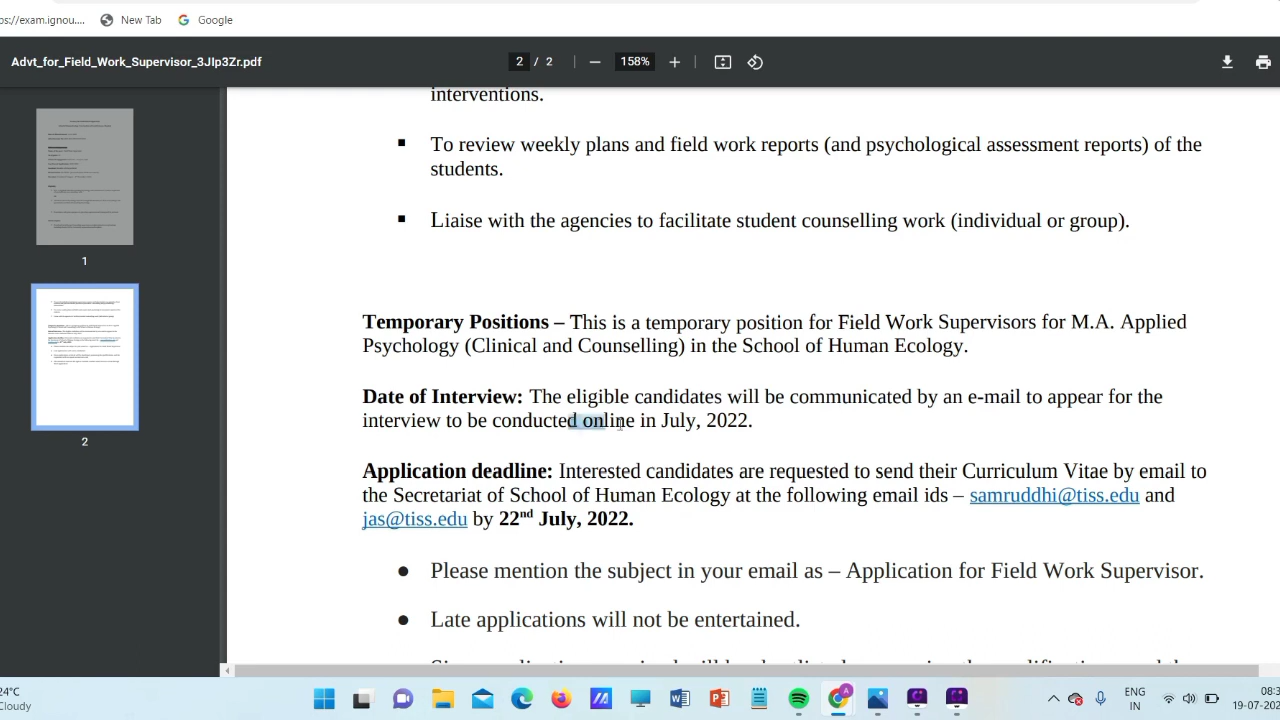 ps://exam.ignou.... New Tab Google
Advt_for_Field_Work_Supervisor_3JIp3Zr.pdf 2 / 2 158%
interventions.
▪ To review weekly plans and field work reports (and psychological assessment reports) of the
students.
▪ Liaise with the agencies to facilitate student counselling work (individual or group).
1
Temporary Positions – This is a temporary position for Field Work Supervisors for M.A. Applied
Psychology (Clinical and Counselling) in the School of Human Ecology.
Date of Interview: The eligible candidates will be communicated by an e-mail to appear for the
interview to be conducted online in July, 2022.
2
Application deadline: Interested candidates are requested to send their Curriculum Vitae by email to
the Secretariat of School of Human Ecology at the following email ids – samruddhi@tiss.edu and
jas@tiss.edu by 22nd July, 2022.
● Please mention the subject in your email as – Application for Field Work Supervisor.
● Late applications will not be entertained.
24°C
Cloudy
ENG
IN
08:3
19-07-202